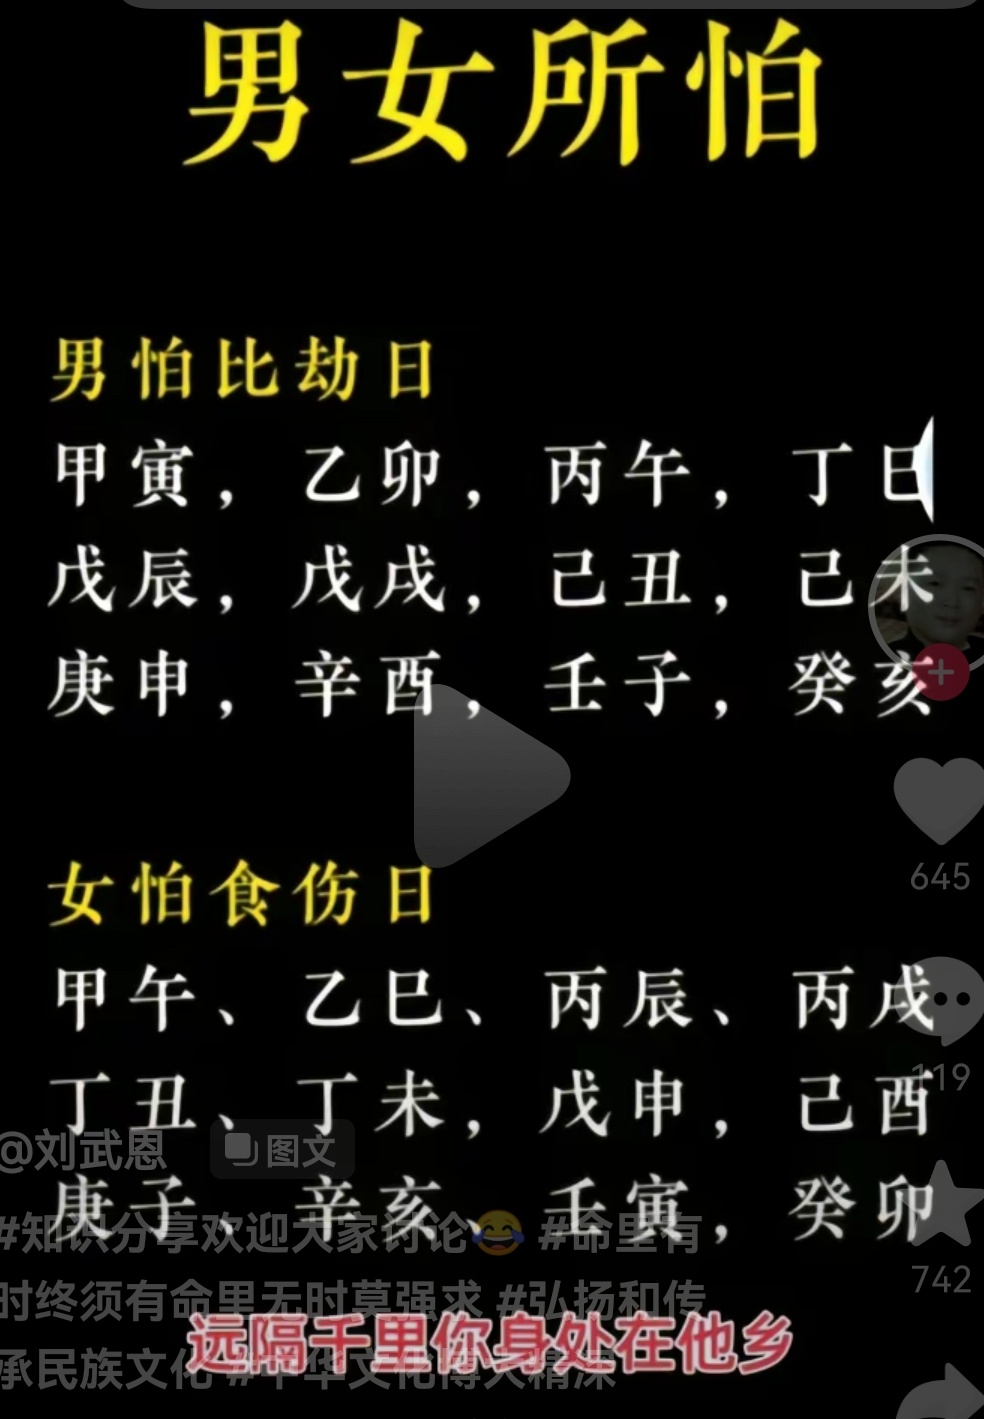 男女所怕
男怕比劫日
甲寅，乙卯，丙午，丁巳
戊辰，戊戌，己丑，己未
庚申，辛酉，壬子，癸亥
女怕食伤日
甲午、乙巳、丙辰、丙戌
丁丑、丁未，戊申，己酉
庚子、辛亥、壬寅，癸卯
645
119
742
@刘武恩 图文
#知识分享欢迎大家讨论😂 #命里有
时终须有命里无时莫强求 #弘扬和传
承民族文化 #中华文化博大精深
远隔千里你身处在他乡